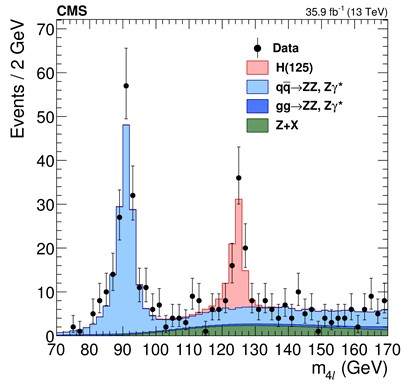 CMS 35.9 fb⁻¹ (13 TeV)
Events / 2 GeV
70
60
50
40
30
20
10
0
Data
H(125)
qq̅→ZZ, Zγ*
gg→ZZ, Zγ*
Z+X
70 80 90 100 110 120 130 140 150 160 170
m₄ₗ (GeV)